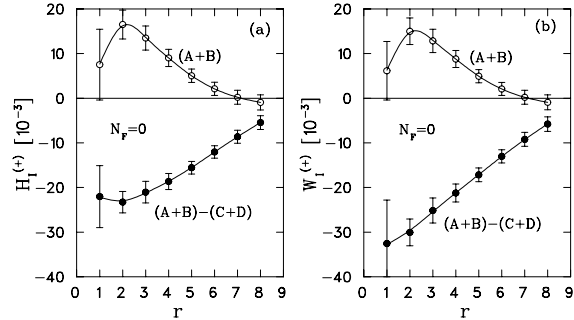 20
10
0
−10
−20
−30
−40
H_I^(+) [10^−3]
(a)
(A+B)
N_F=0
(A+B)−(C+D)
0 1 2 3 4 5 6 7 8 9
r
20
10
0
−10
−20
−30
−40
W_I^(+) [10^−3]
(b)
(A+B)
N_F=0
(A+B)−(C+D)
0 1 2 3 4 5 6 7 8 9
r